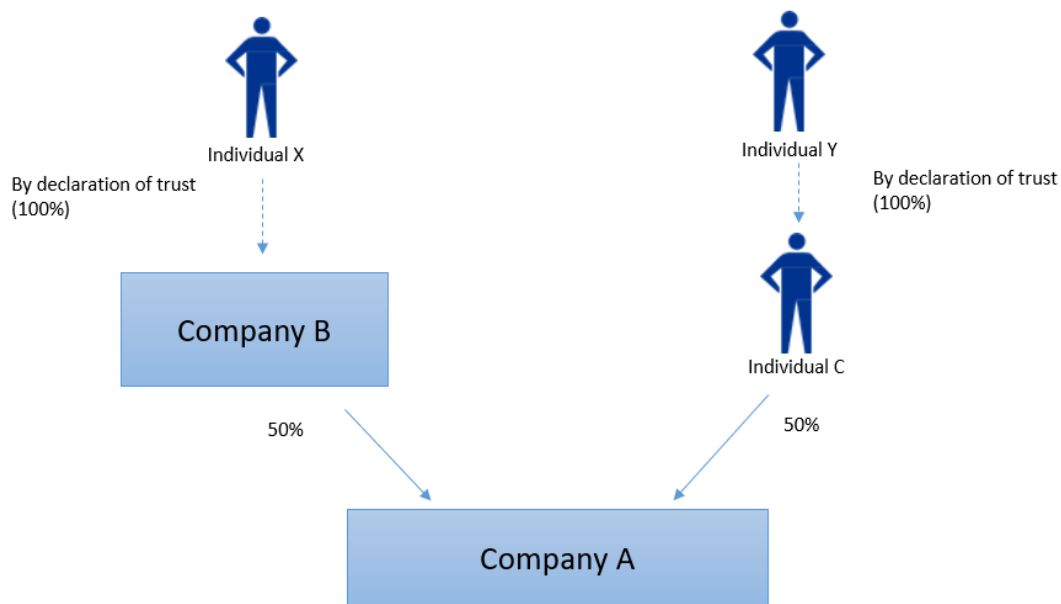 Individual X
Individual Y
By declaration of trust
(100%)
By declaration of trust
(100%)
Company B
Individual C
50%
50%
Company A